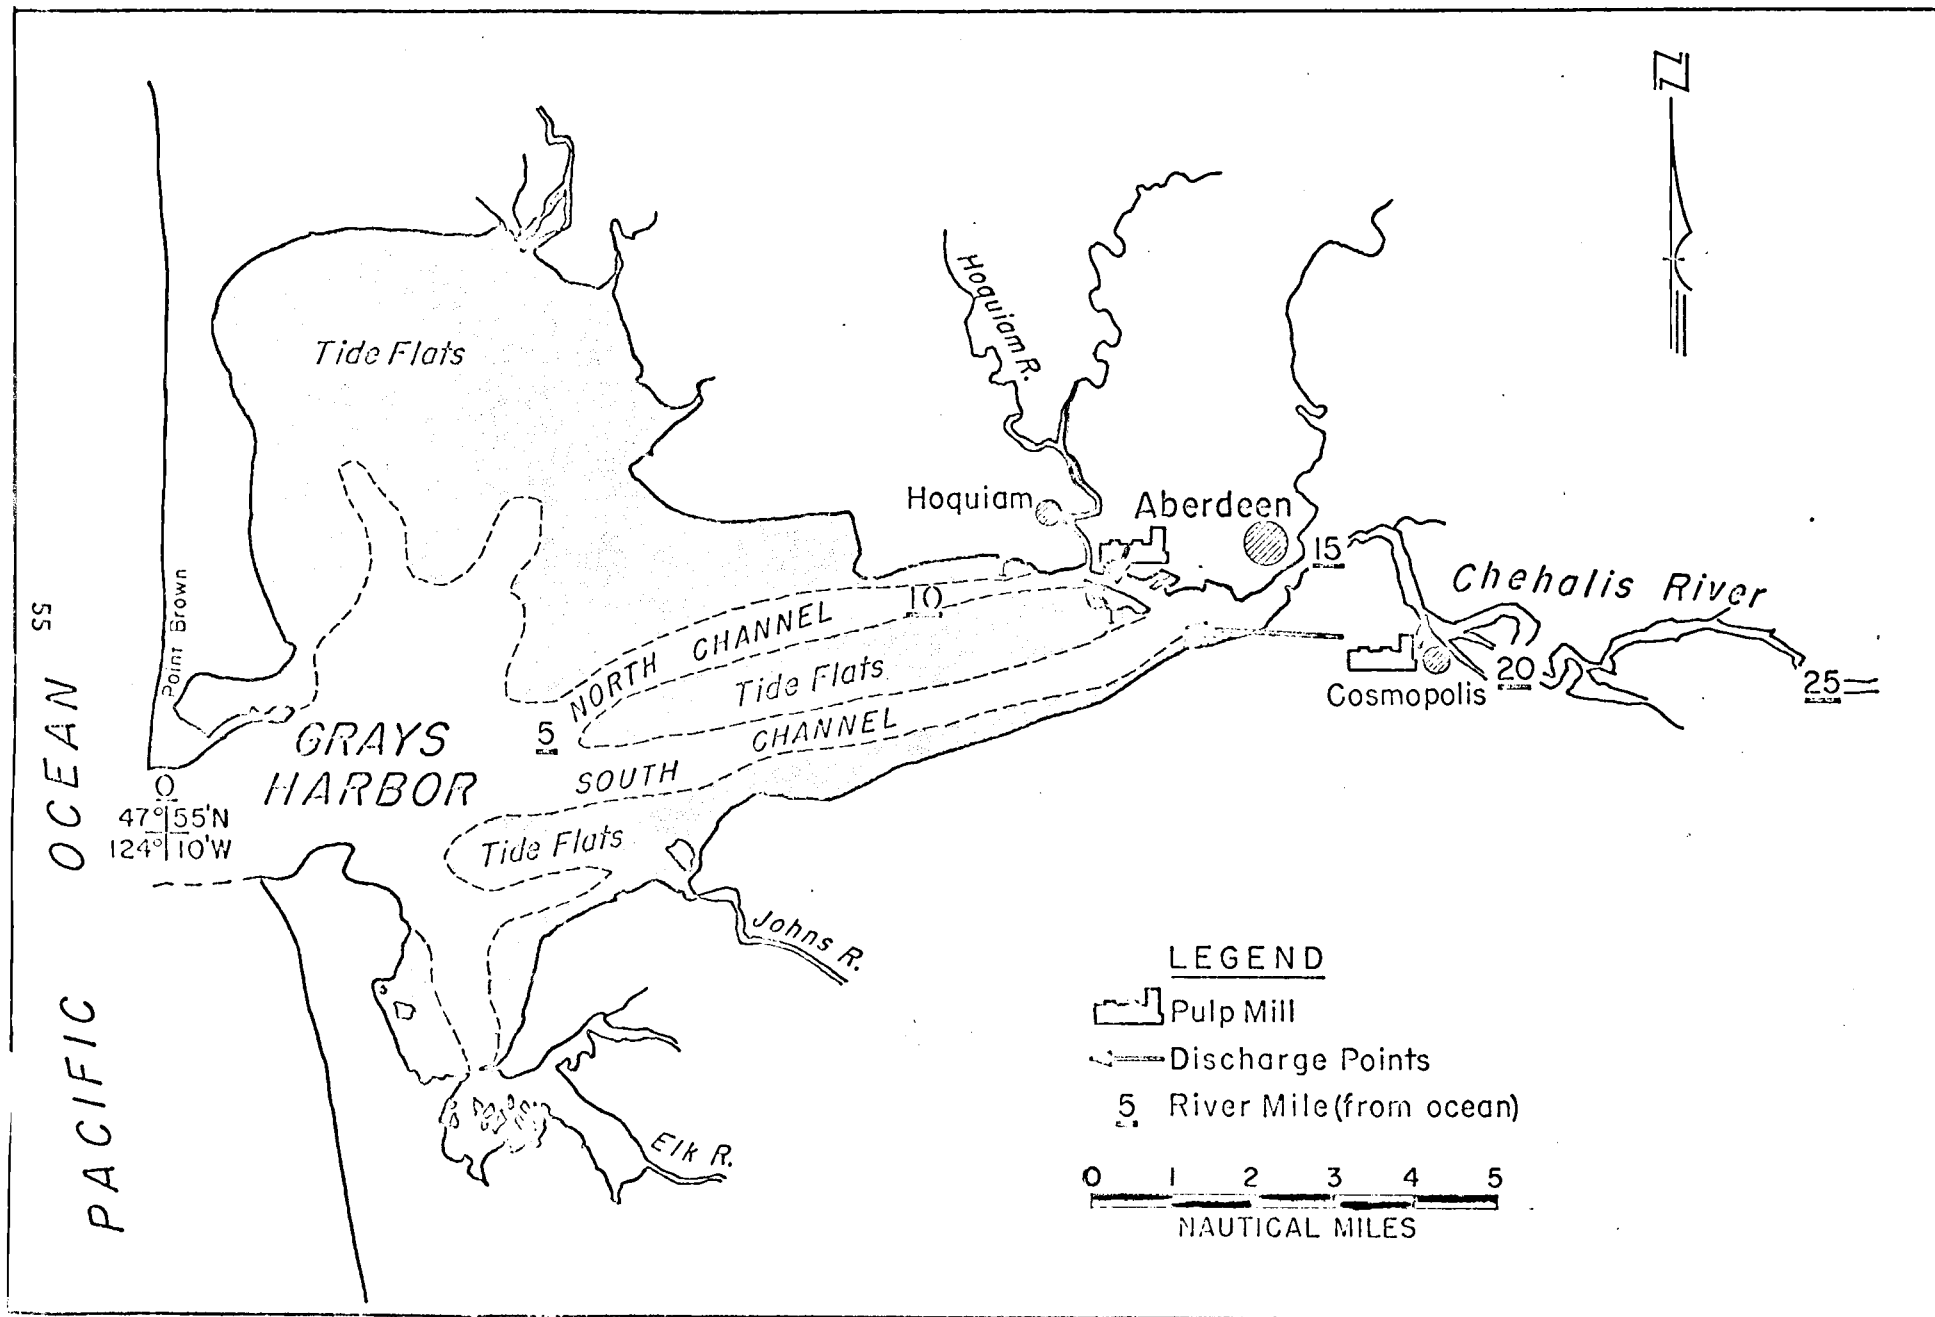 N
Tide Flats
Hoquiam R.
Hoquiam
Aberdeen
15
Chehalis River
Point Brown
10
NORTH CHANNEL
Tide Flats
20
25
Cosmopolis
5
GRAYS
HARBOR
SOUTH CHANNEL
0
47° 55'N
124° 10'W
Tide Flats
Johns R.
Elk R.
PACIFIC OCEAN
55
LEGEND
Pulp Mill
Discharge Points
5 River Mile (from ocean)
0 1 2 3 4 5
NAUTICAL MILES